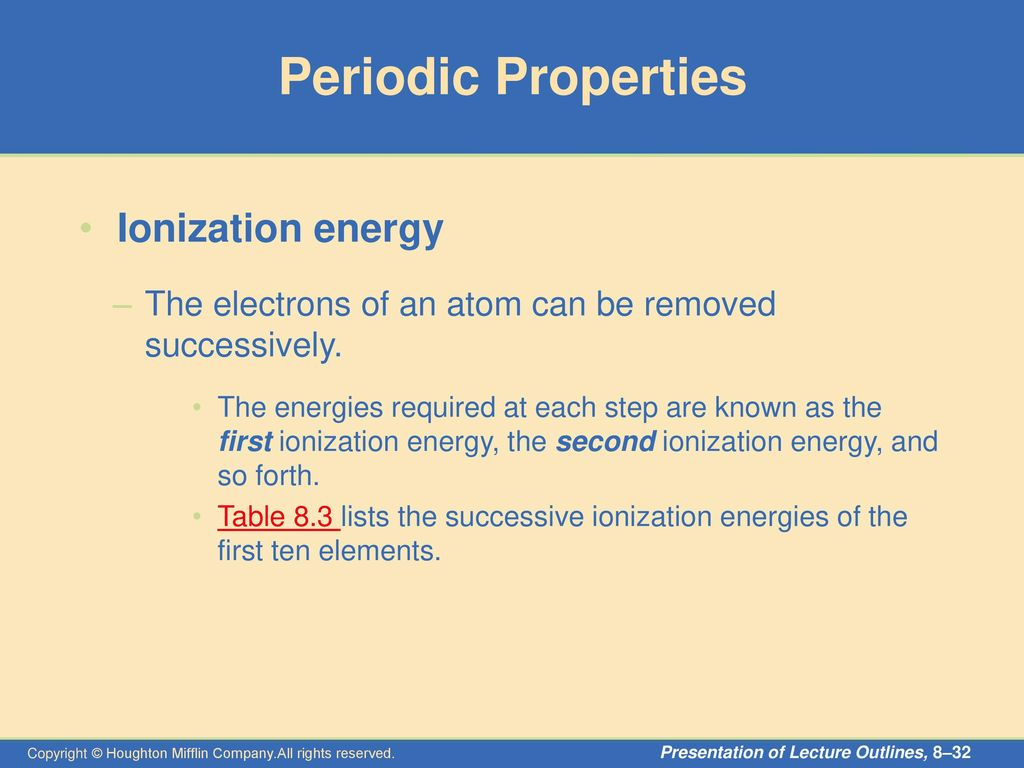 Periodic Properties
• Ionization energy
– The electrons of an atom can be removed
successively.
• The energies required at each step are known as the
first ionization energy, the second ionization energy, and
so forth.
• Table 8.3 lists the successive ionization energies of the
first ten elements.
Copyright © Houghton Mifflin Company.All rights reserved.
Presentation of Lecture Outlines, 8–32